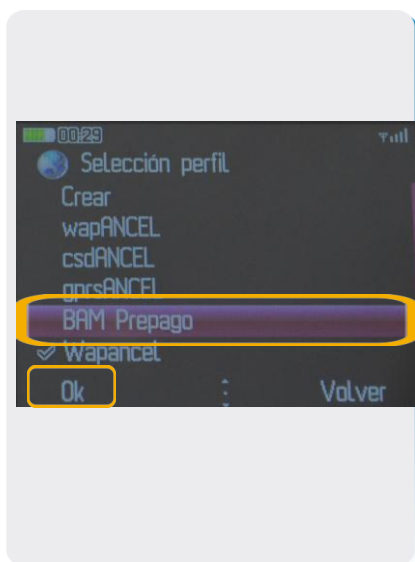 00:29
Selección perfil
Crear
wapANCEL
csdANCEL
gprsANCEL
BAM Prepago
Wapancel
Ok
Volver